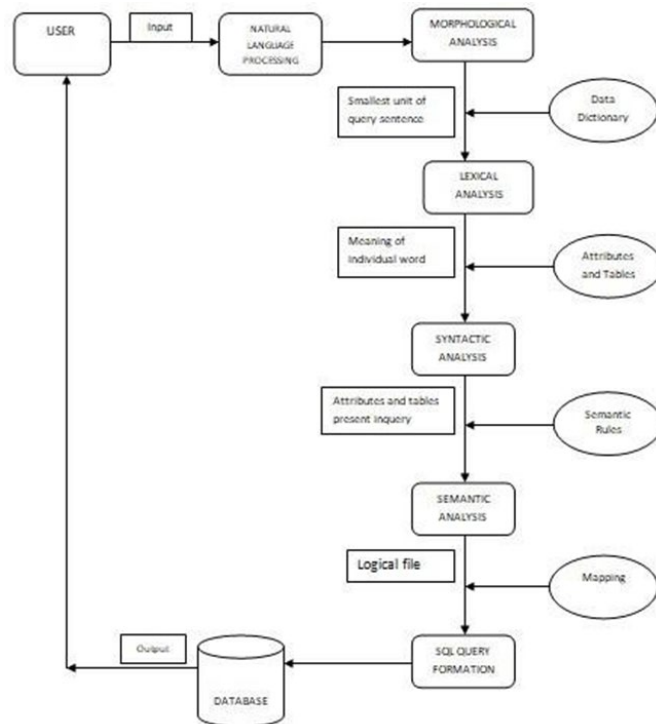 USER
Input
NATURAL
LANGUAGE
PROCESSING
MORPHOLOGICAL
ANALYSIS
Smallest unit of
query sentence
Data
Dictionary
LEXICAL
ANALYSIS
Meaning of
individual word
Attributes
and Tables
SYNTACTIC
ANALYSIS
Attributes and tables
present inquery
Semantic
Rules
SEMANTIC
ANALYSIS
Logical file
Mapping
SQL QUERY
FORMATION
Output
DATABASE